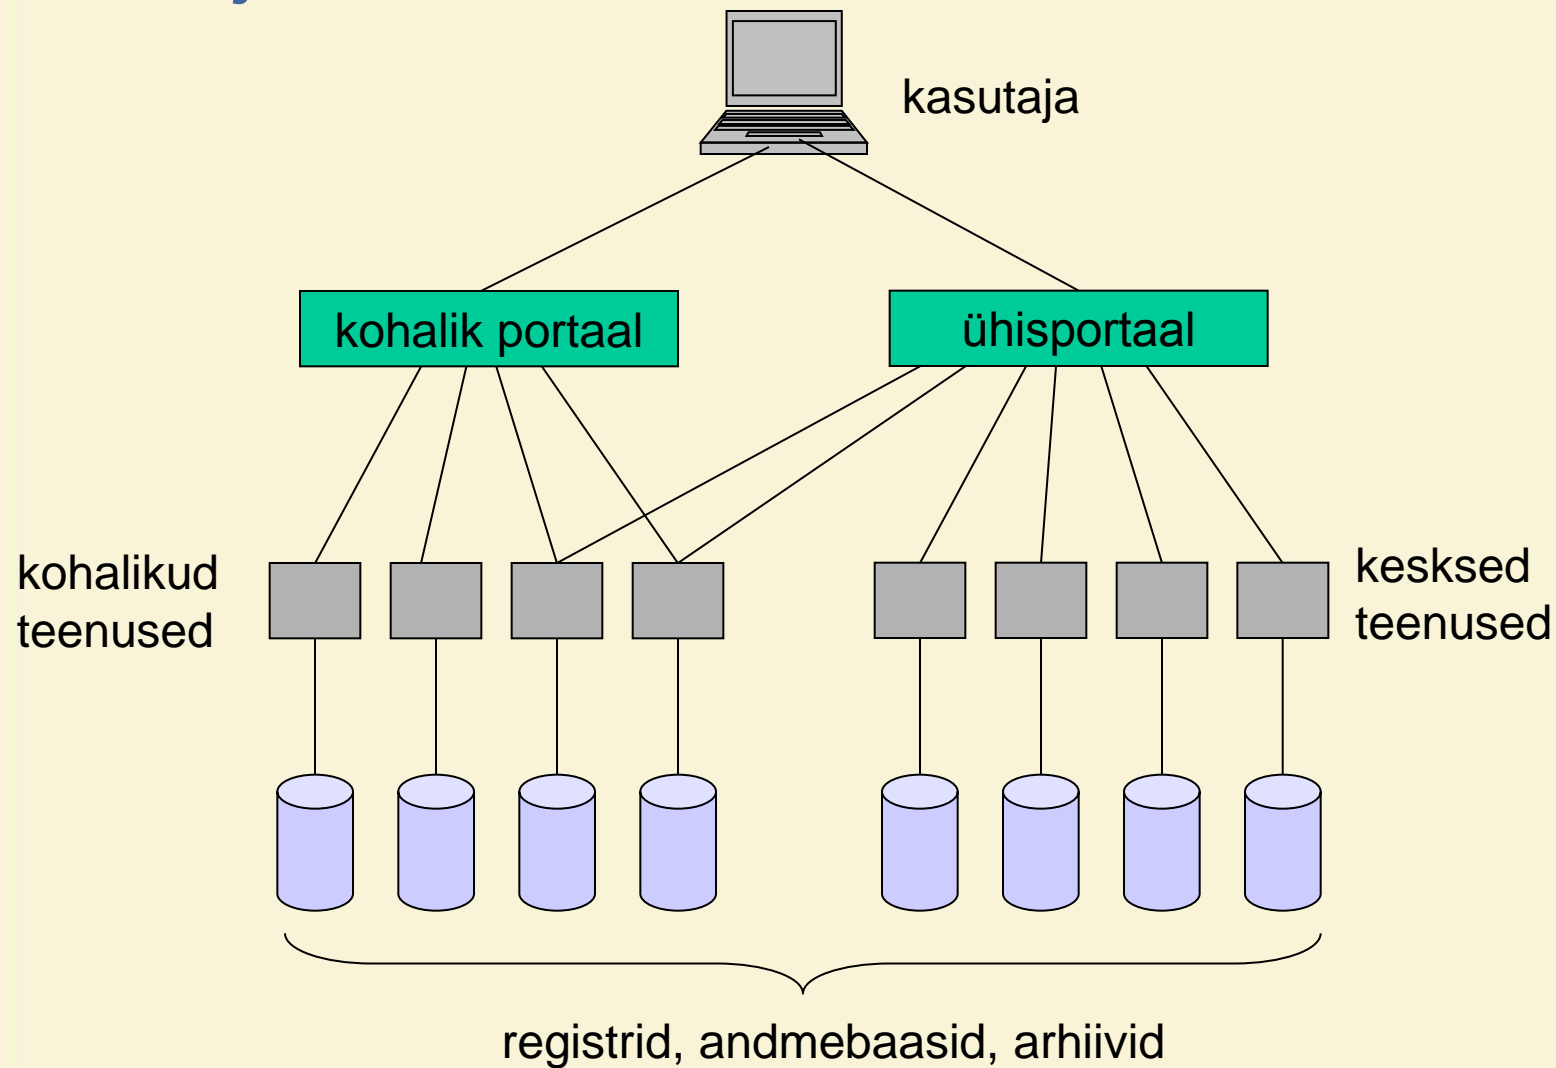 kasutaja
kohalik portaal
ühisportaal
kohalikud
teenused
kesksed
teenused
registrid, andmebaasid, arhiivid